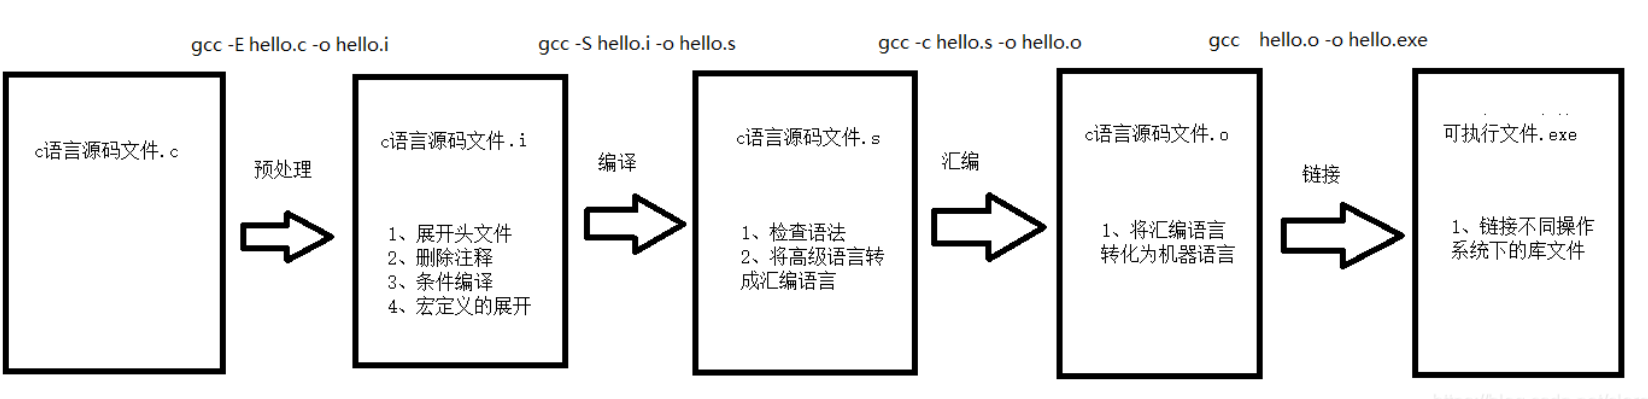 gcc -E hello.c -o hello.i
gcc -S hello.i -o hello.s
gcc -c hello.s -o hello.o
gcc hello.o -o hello.exe
c语言源码文件.c
预处理
c语言源码文件.i
1、展开头文件
2、删除注释
3、条件编译
4、宏定义的展开
编译
c语言源码文件.s
1、检查语法
2、将高级语言转
成汇编语言
汇编
c语言源码文件.o
1、将汇编语言
转化为机器语言
链接
可执行文件.exe
1、链接不同操作
系统下的库文件